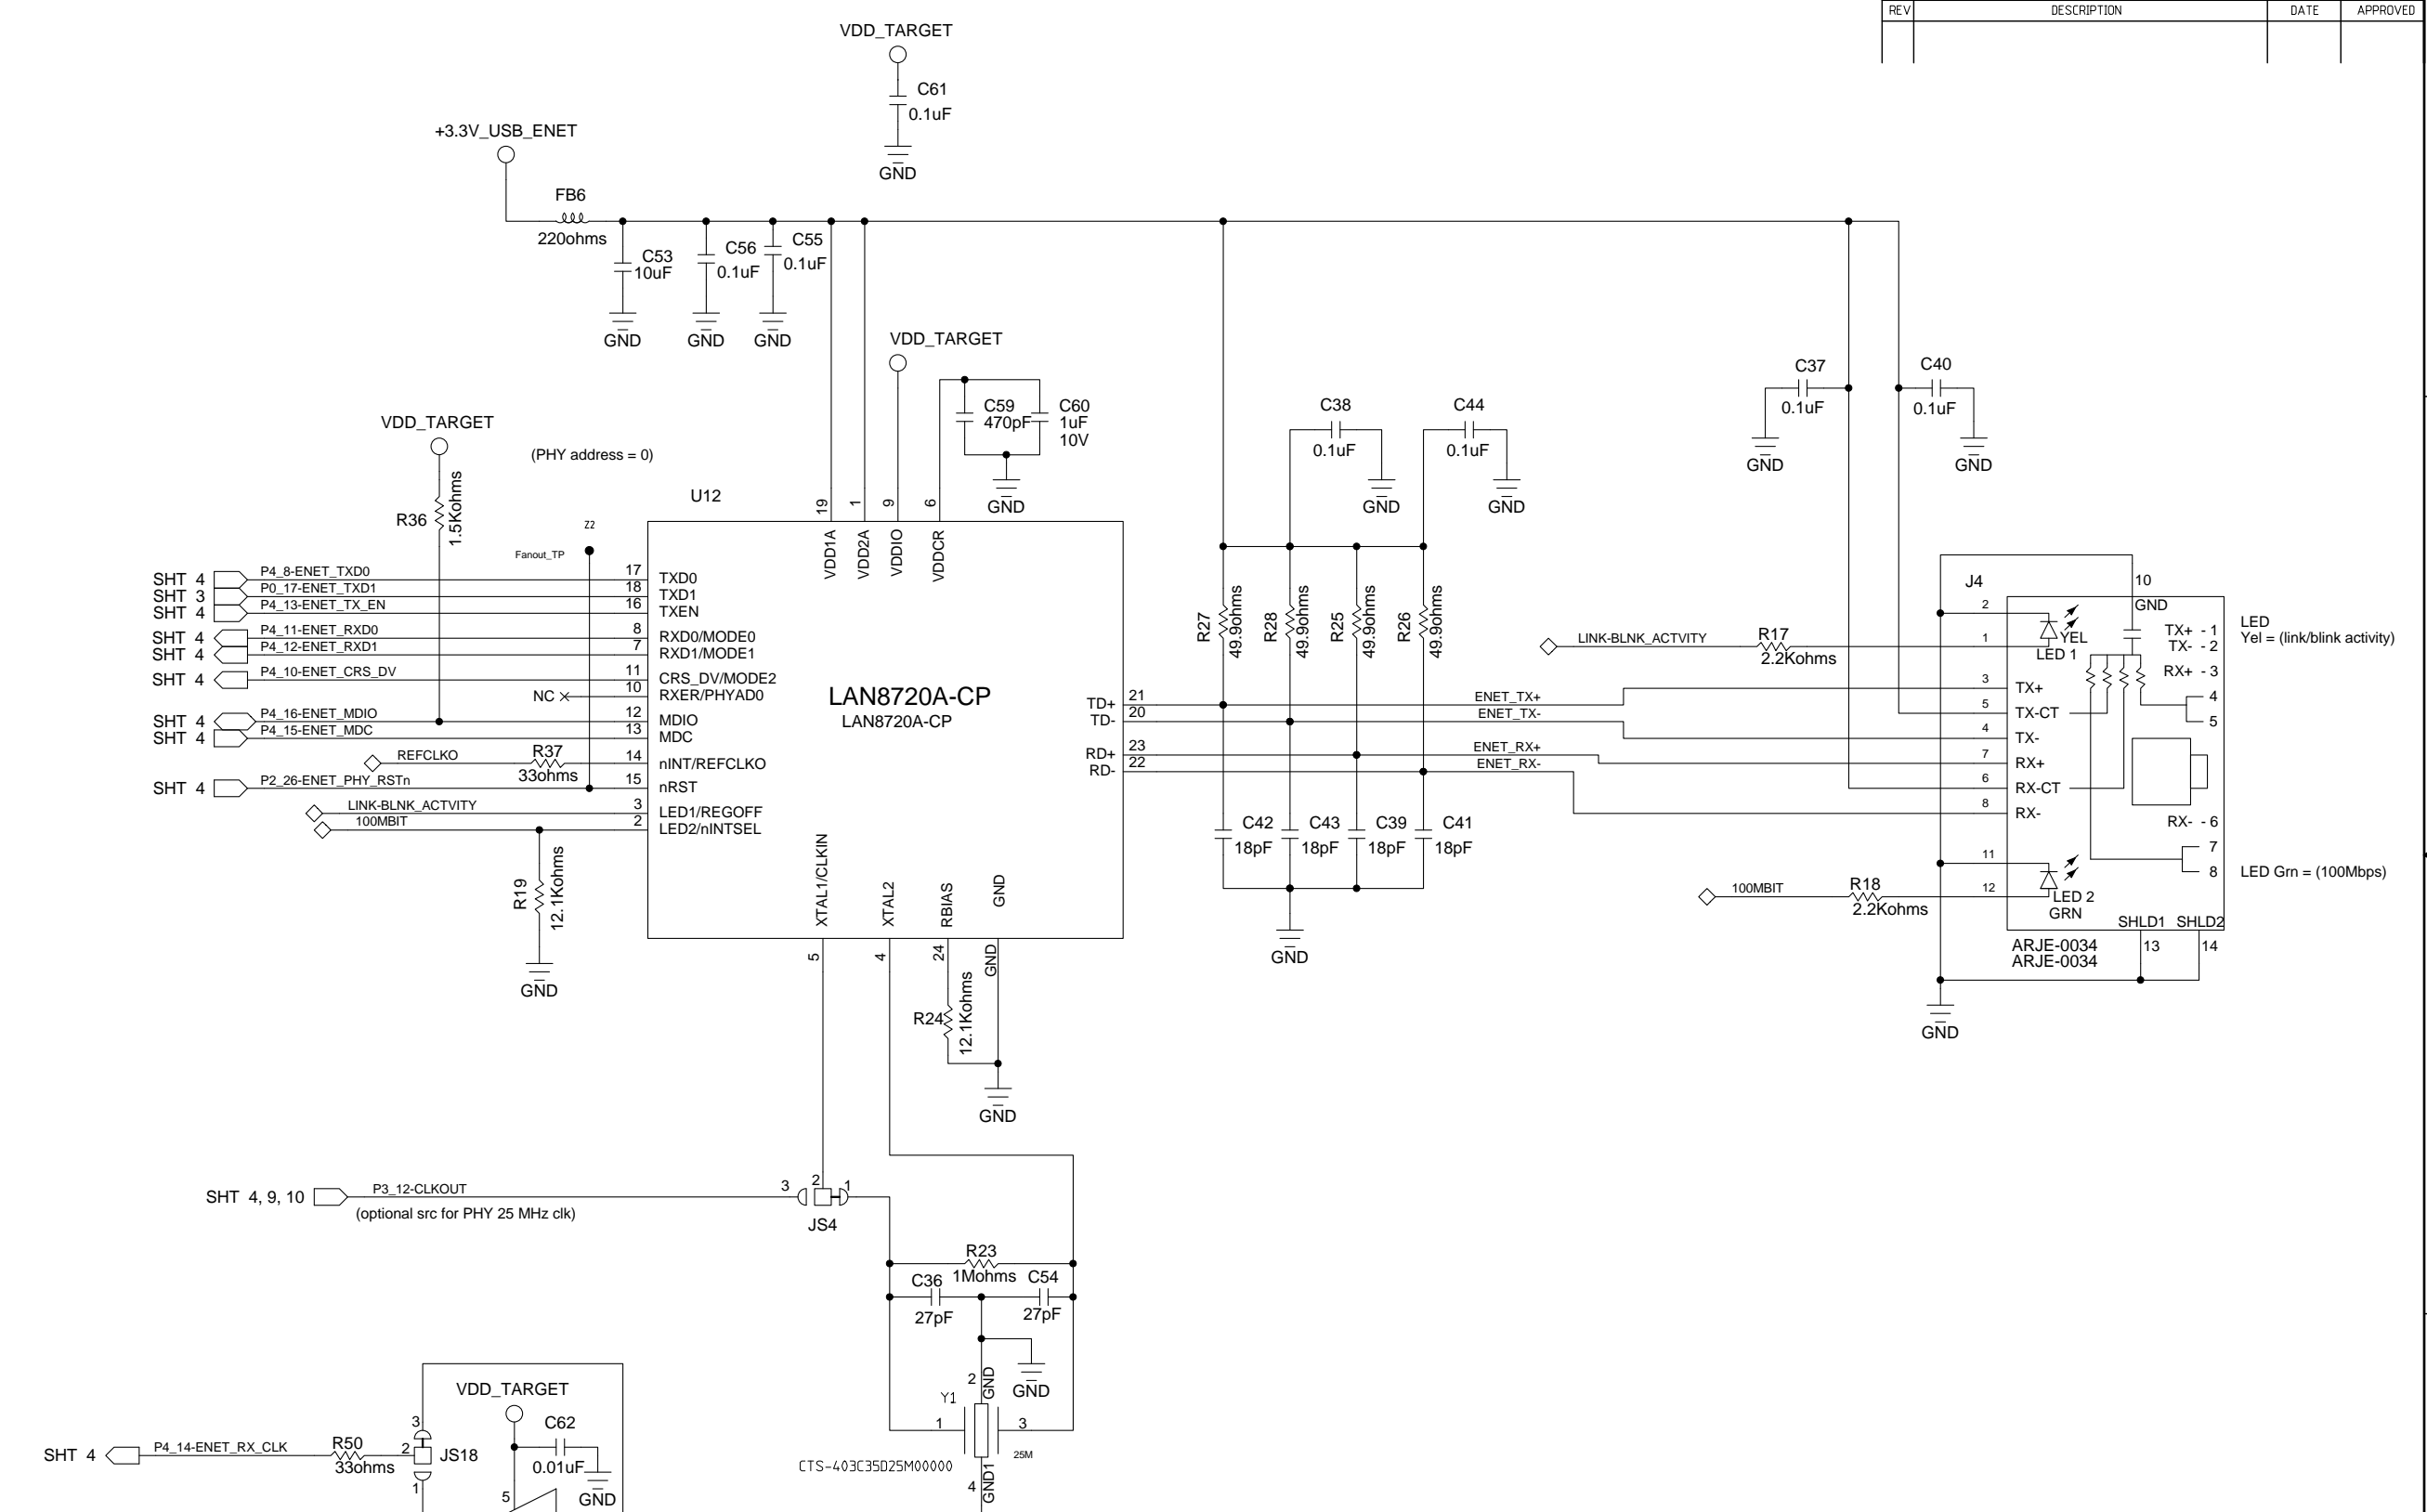 REV DESCRIPTION DATE APPROVED
VDD_TARGET
C61
0.1uF
GND
+3.3V_USB_ENET
FB6
220ohms
C53
10uF
C56
0.1uF
C55
0.1uF
GND GND GND
VDD_TARGET
C59
470pF
C60
1uF
10V
GND
C38
0.1uF
GND
C44
0.1uF
GND
C37
0.1uF
GND
C40
0.1uF
GND
VDD_TARGET
(PHY address = 0)
R36
1.5Kohms
U12
Z2
Fanout_TP
19 1 9 6
VDD1A VDD2A VDDIO VDDCR
SHT 4 P4_8-ENET_TXD0 17 TXD0
SHT 3 P0_17-ENET_TXD1 18 TXD1
SHT 4 P4_13-ENET_TX_EN 16 TXEN
SHT 4 P4_11-ENET_RXD0 8 RXD0/MODE0
SHT 4 P4_12-ENET_RXD1 7 RXD1/MODE1
SHT 4 P4_10-ENET_CRS_DV 11 CRS_DV/MODE2
NC 10 RXER/PHYAD0
SHT 4 P4_16-ENET_MDIO 12 MDIO
SHT 4 P4_15-ENET_MDC 13 MDC
REFCLKO R37 33ohms 14 nINT/REFCLKO
SHT 4 P2_26-ENET_PHY_RSTn 15 nRST
LINK-BLNK_ACTVITY 3 LED1/REGOFF
100MBIT 2 LED2/nINTSEL
LAN8720A-CP
LAN8720A-CP
TD+ 21 ENET_TX+
TD- 20 ENET_TX-
RD+ 23 ENET_RX+
RD- 22 ENET_RX-
R27 49.9ohms
R28 49.9ohms
R25 49.9ohms
R26 49.9ohms
C42 C43 C39 C41
18pF 18pF 18pF 18pF
GND
R19
12.1Kohms
GND
XTAL1/CLKIN XTAL2 RBIAS GND
5 4 24 GND
R24
12.1Kohms
GND
LINK-BLNK_ACTVITY R17
2.2Kohms
100MBIT R18
2.2Kohms
J4
10
GND
2
1
YEL
LED 1
3 TX+
5 TX-CT
4 TX-
7 RX+
6 RX-CT
8 RX-
11
12
LED 2
GRN
TX+ - 1
TX- - 2
RX+ - 3
4
5
RX- - 6
7
8
SHLD1 SHLD2
13 14
ARJE-0034
ARJE-0034
GND
LED
Yel = (link/blink activity)
LED Grn = (100Mbps)
SHT 4, 9, 10 P3_12-CLKOUT
(optional src for PHY 25 MHz clk)
3 2 1
JS4
R23
1Mohms
C36
27pF
C54
27pF
GND
2 GND
Y1
1 3
25M
CTS-403C35D25M00000
4 GND1
VDD_TARGET
C62
0.01uF
GND
5
SHT 4 P4_14-ENET_RX_CLK R50
33ohms
3
2
1
JS18